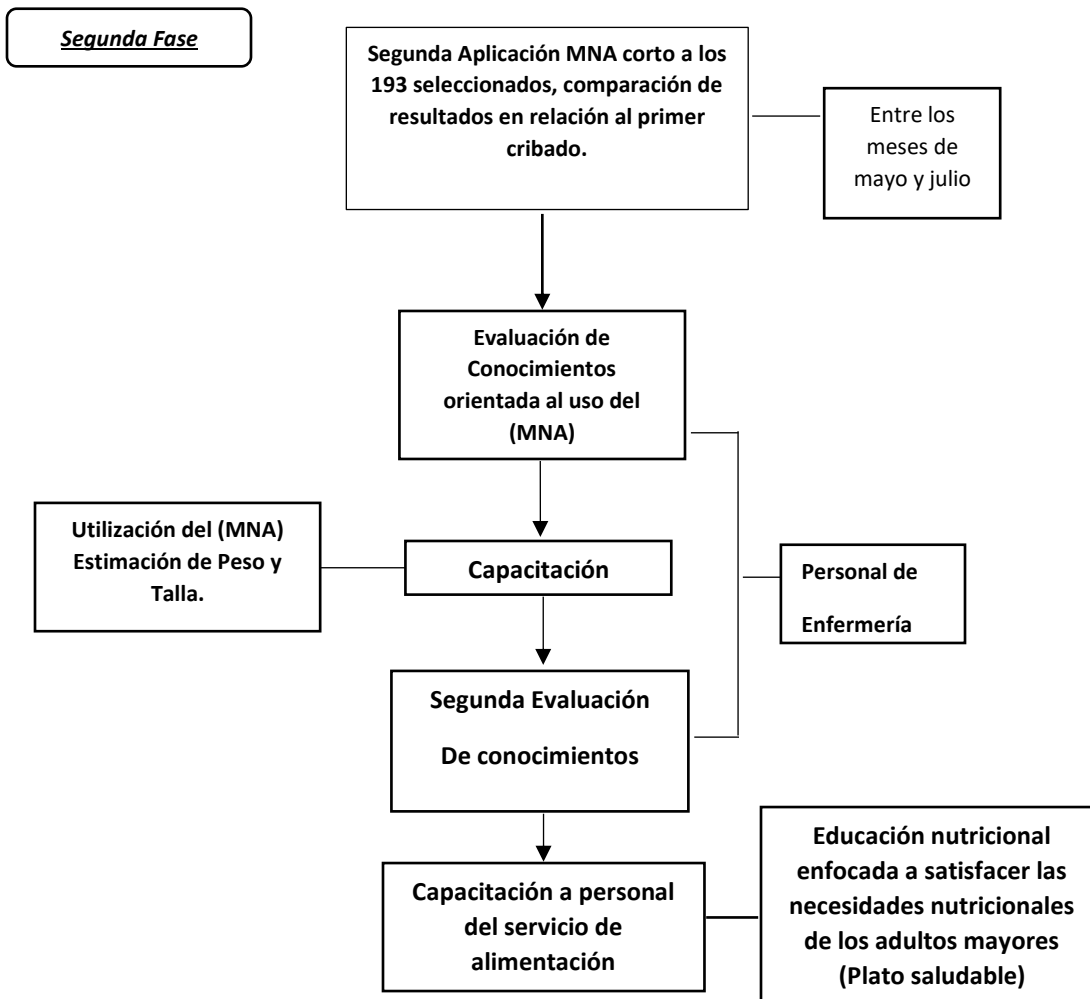 Segunda Fase
Segunda Aplicación MNA corto a los
193 seleccionados, comparación de
resultados en relación al primer
cribado.
Entre los
meses de
mayo y julio
Evaluación de
Conocimientos
orientada al uso del
(MNA)
Utilización del (MNA)
Estimación de Peso y
Talla.
Capacitación
Personal de
Enfermería
Segunda Evaluación
De conocimientos
Capacitación a personal
del servicio de
alimentación
Educación nutricional
enfocada a satisfacer las
necesidades nutricionales
de los adultos mayores
(Plato saludable)